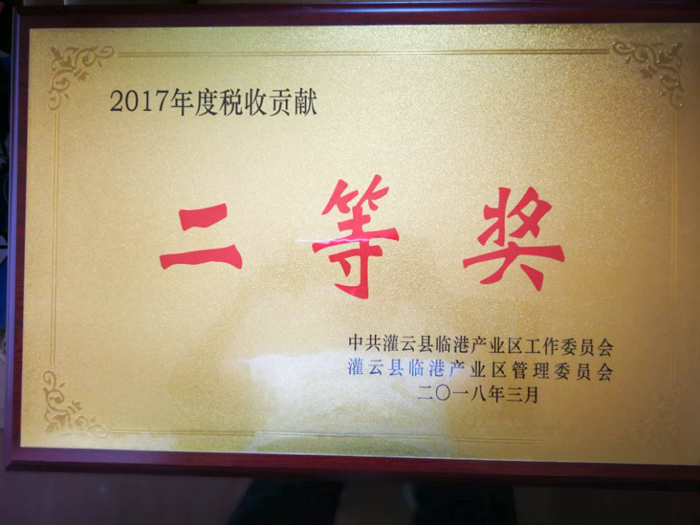 2017年度税收贡献
二等奖
中共灌云县临港产业区工作委员会
灌云县临港产业区管理委员会
二〇一八年三月